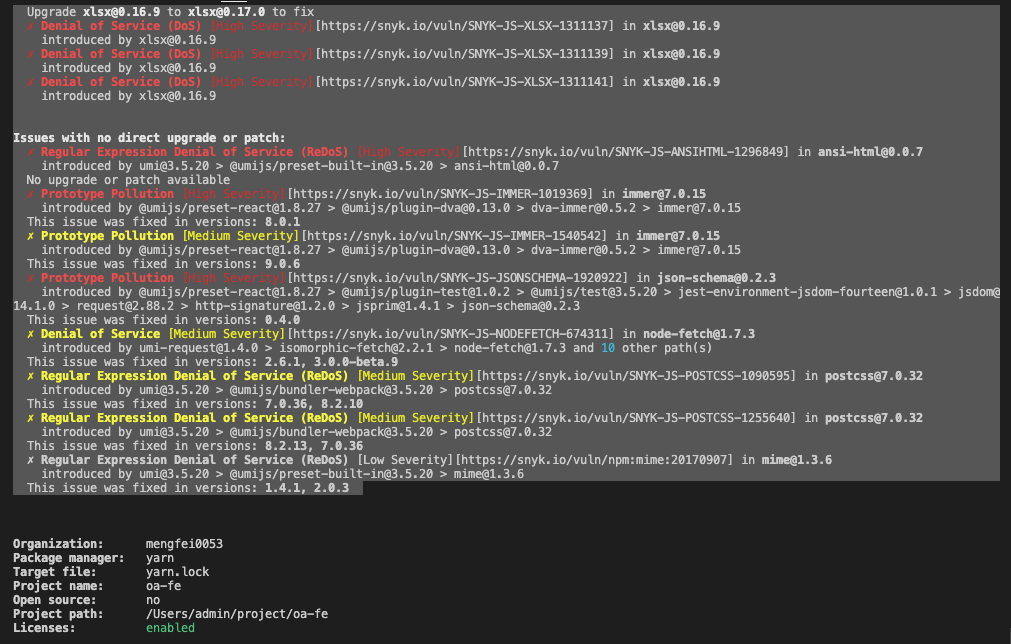 Upgrade xlsx@0.16.9 to xlsx@0.17.0 to fix
✗ Denial of Service (DoS) [High Severity][https://snyk.io/vuln/SNYK-JS-XLSX-1311137] in xlsx@0.16.9
introduced by xlsx@0.16.9
✗ Denial of Service (DoS) [High Severity][https://snyk.io/vuln/SNYK-JS-XLSX-1311139] in xlsx@0.16.9
introduced by xlsx@0.16.9
✗ Denial of Service (DoS) [High Severity][https://snyk.io/vuln/SNYK-JS-XLSX-1311141] in xlsx@0.16.9
introduced by xlsx@0.16.9
Issues with no direct upgrade or patch:
✗ Regular Expression Denial of Service (ReDoS) [High Severity][https://snyk.io/vuln/SNYK-JS-ANSIHTML-1296849] in ansi-html@0.0.7
introduced by umi@3.5.20 > @umijs/preset-built-in@3.5.20 > ansi-html@0.0.7
No upgrade or patch available
✗ Prototype Pollution [High Severity][https://snyk.io/vuln/SNYK-JS-IMMER-1019369] in immer@7.0.15
introduced by @umijs/preset-react@1.8.27 > @umijs/plugin-dva@0.13.0 > dva-immer@0.5.2 > immer@7.0.15
This issue was fixed in versions: 8.0.1
✗ Prototype Pollution [Medium Severity][https://snyk.io/vuln/SNYK-JS-IMMER-1540542] in immer@7.0.15
introduced by @umijs/preset-react@1.8.27 > @umijs/plugin-dva@0.13.0 > dva-immer@0.5.2 > immer@7.0.15
This issue was fixed in versions: 9.0.6
✗ Prototype Pollution [High Severity][https://snyk.io/vuln/SNYK-JS-JSONSCHEMA-1920922] in json-schema@0.2.3
introduced by @umijs/preset-react@1.8.27 > @umijs/plugin-test@1.0.2 > @umijs/test@3.5.20 > jest-environment-jsdom-fourteen@1.0.1 > jsdom@
14.1.0 > request@2.88.2 > http-signature@1.2.0 > jsprim@1.4.1 > json-schema@0.2.3
This issue was fixed in versions: 0.4.0
✗ Denial of Service [Medium Severity][https://snyk.io/vuln/SNYK-JS-NODEFETCH-674311] in node-fetch@1.7.3
introduced by umi-request@1.4.0 > isomorphic-fetch@2.2.1 > node-fetch@1.7.3 and 10 other path(s)
This issue was fixed in versions: 2.6.1, 3.0.0-beta.9
✗ Regular Expression Denial of Service (ReDoS) [Medium Severity][https://snyk.io/vuln/SNYK-JS-POSTCSS-1090595] in postcss@7.0.32
introduced by umi@3.5.20 > @umijs/bundler-webpack@3.5.20 > postcss@7.0.32
This issue was fixed in versions: 7.0.36, 8.2.10
✗ Regular Expression Denial of Service (ReDoS) [Medium Severity][https://snyk.io/vuln/SNYK-JS-POSTCSS-1255640] in postcss@7.0.32
introduced by umi@3.5.20 > @umijs/bundler-webpack@3.5.20 > postcss@7.0.32
This issue was fixed in versions: 8.2.13, 7.0.36
✗ Regular Expression Denial of Service (ReDoS) [Low Severity][https://snyk.io/vuln/npm:mime:20170907] in mime@1.3.6
introduced by umi@3.5.20 > @umijs/preset-built-in@3.5.20 > mime@1.3.6
This issue was fixed in versions: 1.4.1, 2.0.3
Organization: mengfei0053
Package manager: yarn
Target file: yarn.lock
Project name: oa-fe
Open source: no
Project path: /Users/admin/project/oa-fe
Licenses: enabled